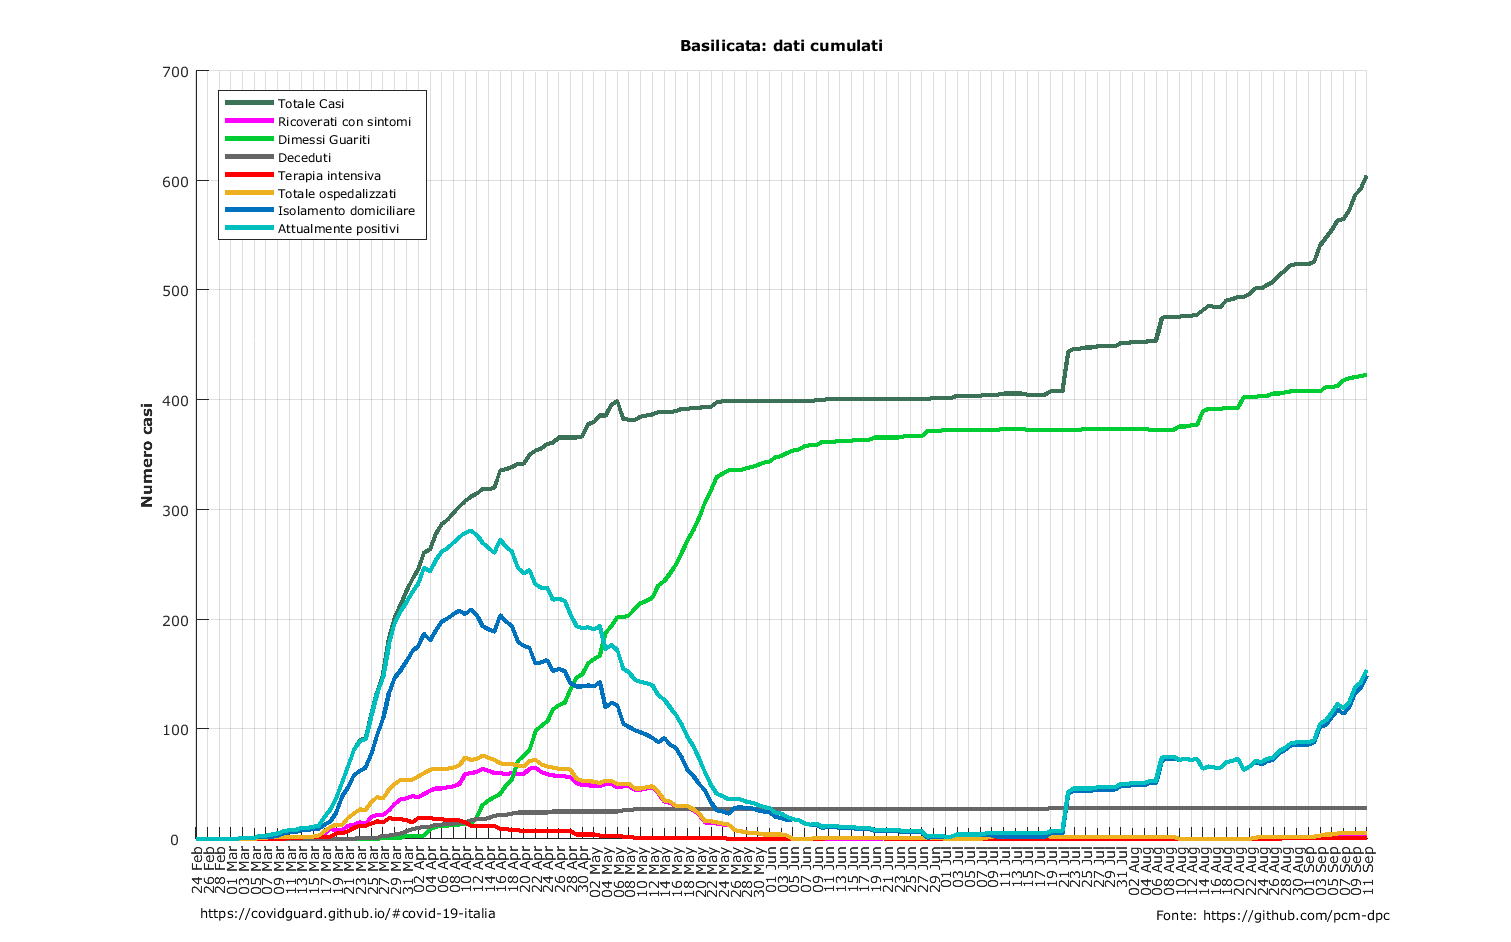 Basilicata: dati cumulati
Numero casi
700
600
500
400
300
200
100
0
Totale Casi
Ricoverati con sintomi
Dimessi Guariti
Deceduti
Terapia intensiva
Totale ospedalizzati
Isolamento domiciliare
Attualmente positivi
24 Feb
26 Feb
28 Feb
01 Mar
03 Mar
05 Mar
07 Mar
09 Mar
11 Mar
13 Mar
15 Mar
17 Mar
19 Mar
21 Mar
23 Mar
25 Mar
27 Mar
29 Mar
31 Mar
02 Apr
04 Apr
06 Apr
08 Apr
10 Apr
12 Apr
14 Apr
16 Apr
18 Apr
20 Apr
22 Apr
24 Apr
26 Apr
28 Apr
30 Apr
02 May
04 May
06 May
08 May
10 May
12 May
14 May
16 May
18 May
20 May
22 May
24 May
26 May
28 May
30 May
01 Jun
03 Jun
05 Jun
07 Jun
09 Jun
11 Jun
13 Jun
15 Jun
17 Jun
19 Jun
21 Jun
23 Jun
25 Jun
27 Jun
29 Jun
01 Jul
03 Jul
05 Jul
07 Jul
09 Jul
11 Jul
13 Jul
15 Jul
17 Jul
19 Jul
21 Jul
23 Jul
25 Jul
27 Jul
29 Jul
31 Jul
02 Aug
04 Aug
06 Aug
08 Aug
10 Aug
12 Aug
14 Aug
16 Aug
18 Aug
20 Aug
22 Aug
24 Aug
26 Aug
28 Aug
30 Aug
01 Sep
03 Sep
05 Sep
07 Sep
09 Sep
11 Sep
https://covidguard.github.io/#covid-19-italia
Fonte: https://github.com/pcm-dpc